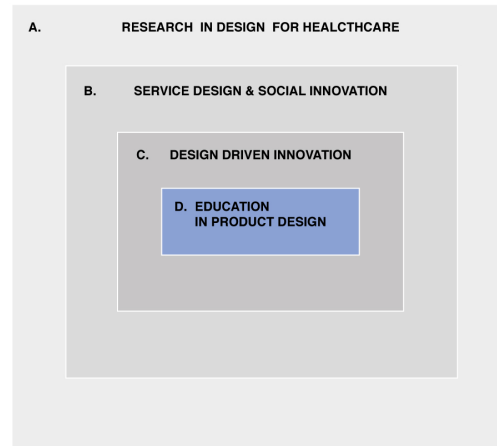 A. RESEARCH IN DESIGN FOR HEALCTHCARE
B. SERVICE DESIGN & SOCIAL INNOVATION
C. DESIGN DRIVEN INNOVATION
D. EDUCATION
IN PRODUCT DESIGN